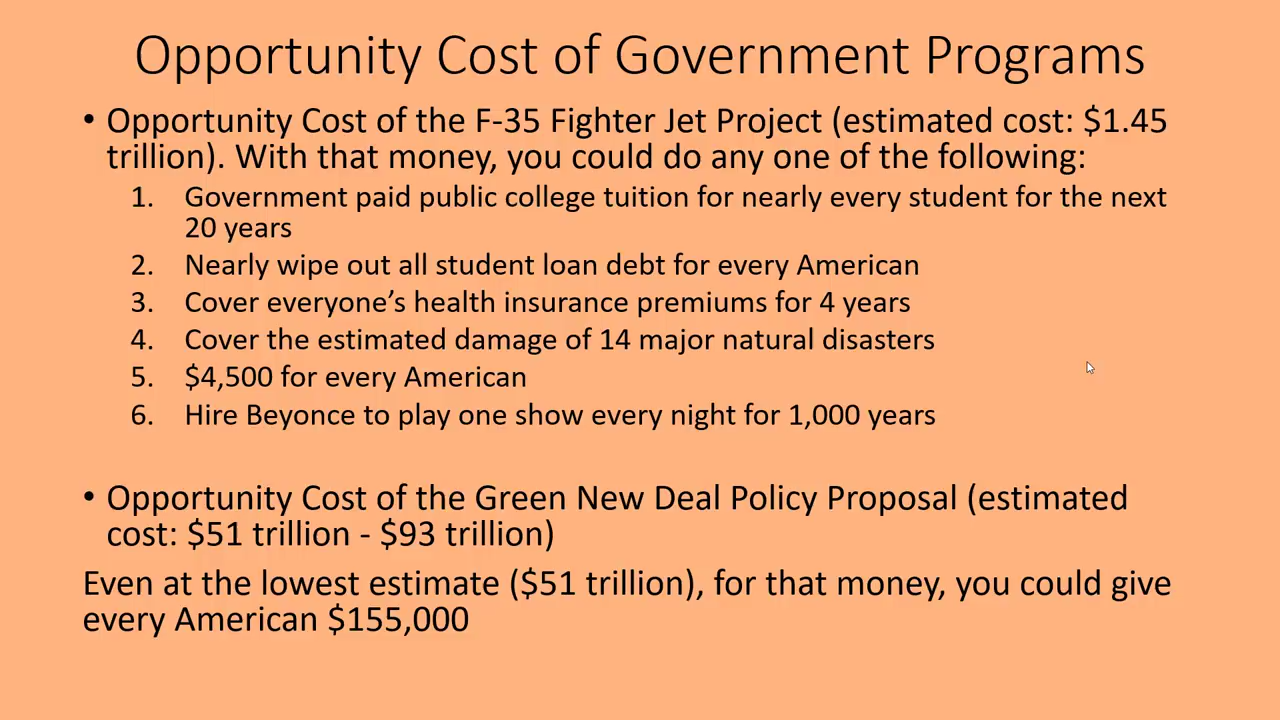 Opportunity Cost of Government Programs
• Opportunity Cost of the F-35 Fighter Jet Project (estimated cost: $1.45
trillion). With that money, you could do any one of the following:
1. Government paid public college tuition for nearly every student for the next
20 years
2. Nearly wipe out all student loan debt for every American
3. Cover everyone’s health insurance premiums for 4 years
4. Cover the estimated damage of 14 major natural disasters
5. $4,500 for every American
6. Hire Beyonce to play one show every night for 1,000 years
• Opportunity Cost of the Green New Deal Policy Proposal (estimated
cost: $51 trillion - $93 trillion)
Even at the lowest estimate ($51 trillion), for that money, you could give
every American $155,000